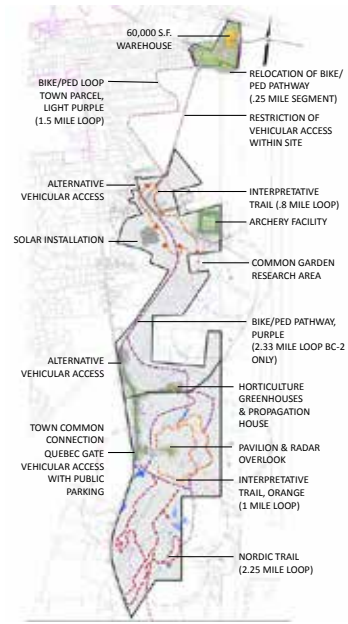 60,000 S.F.
WAREHOUSE
BIKE/PED LOOP
TOWN PARCEL,
LIGHT PURPLE
(1.5 MILE LOOP)
RELOCATION OF BIKE/
PED PATHWAY
(.25 MILE SEGMENT)
RESTRICTION OF
VEHICULAR ACCESS
WITHIN SITE
ALTERNATIVE
VEHICULAR ACCESS
INTERPRETATIVE
TRAIL (.8 MILE LOOP)
ARCHERY FACILITY
SOLAR INSTALLATION
COMMON GARDEN
RESEARCH AREA
BIKE/PED PATHWAY,
PURPLE
(2.33 MILE LOOP BC-2
ONLY)
ALTERNATIVE
VEHICULAR ACCESS
HORTICULTURE
GREENHOUSES
& PROPAGATION
HOUSE
TOWN COMMON
CONNECTION
QUEBEC GATE
VEHICULAR ACCESS
WITH PUBLIC
PARKING
PAVILION & RADAR
OVERLOOK
INTERPRETATIVE
TRAIL, ORANGE
(1 MILE LOOP)
NORDIC TRAIL
(2.25 MILE LOOP)